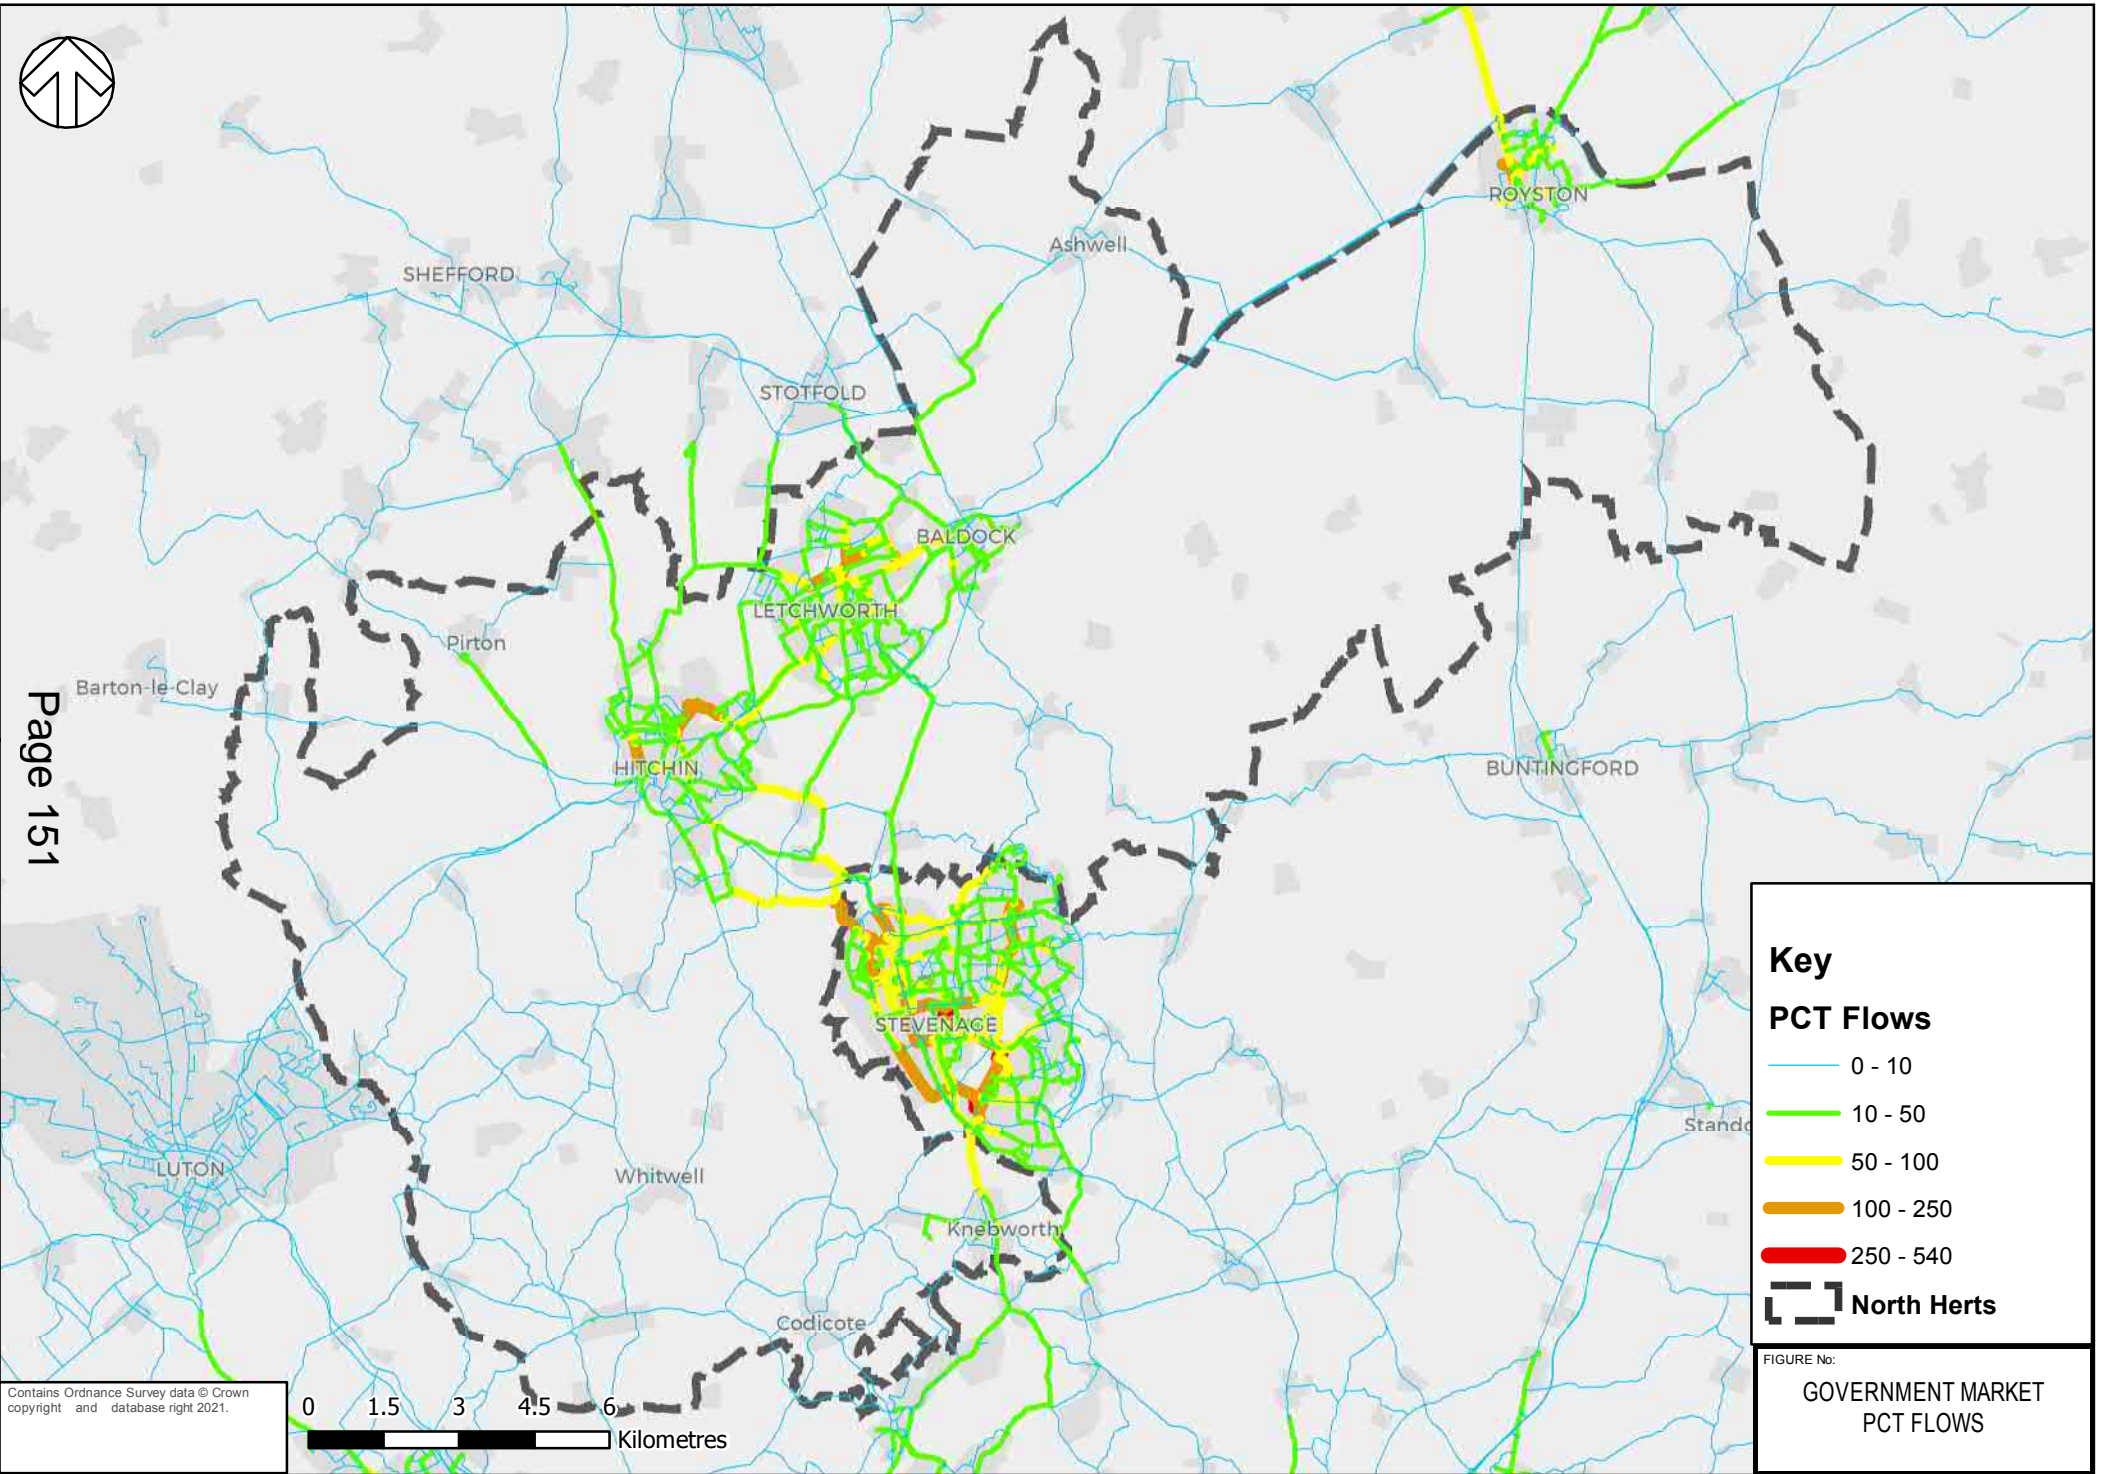 ROYSTON
Ashwell
SHEFFORD
STOTFOLD
BALDOCK
LETCHWORTH
Pirton
Barton-le-Clay
Page 151
HITCHIN
BUNTINGFORD
STEVENAGE
LUTON
Whitwell
Knebworth
Codicote
Standc
Key
PCT Flows
0 - 10
10 - 50
50 - 100
100 - 250
250 - 540
North Herts
FIGURE No:
GOVERNMENT MARKET
PCT FLOWS
Contains Ordnance Survey data © Crown
copyright and database right 2021.
0 1.5 3 4.5 6
Kilometres